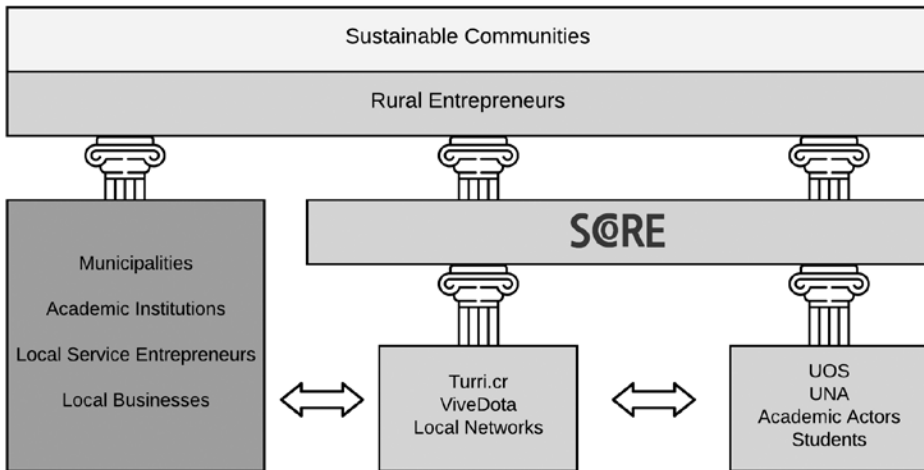 Sustainable Communities
Rural Entrepreneurs
SCoRE
Municipalities
Academic Institutions
Local Service Entrepreneurs
Local Businesses
Turri.cr
ViveDota
Local Networks
UOS
UNA
Academic Actors
Students